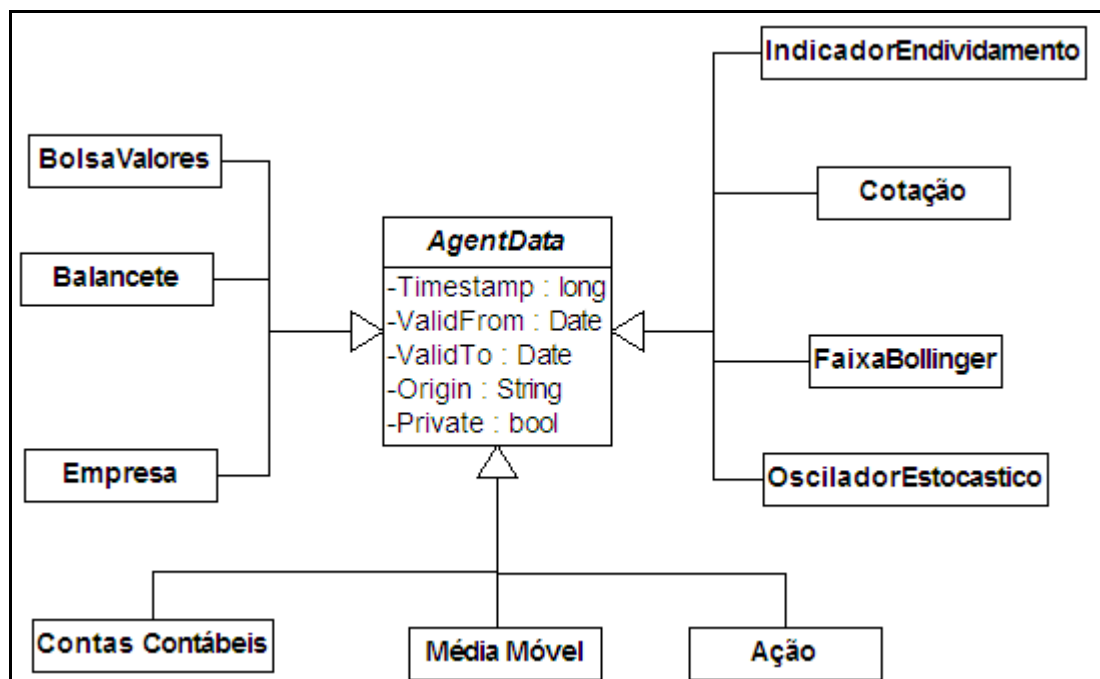 IndicadorEndividamento
BolsaValores
Cotação
AgentData
Balancete
-Timestamp : long
-ValidFrom : Date
-ValidTo : Date
-Origin : String
-Private : bool
FaixaBollinger
Empresa
OsciladorEstocastico
Contas Contábeis
Média Móvel
Ação